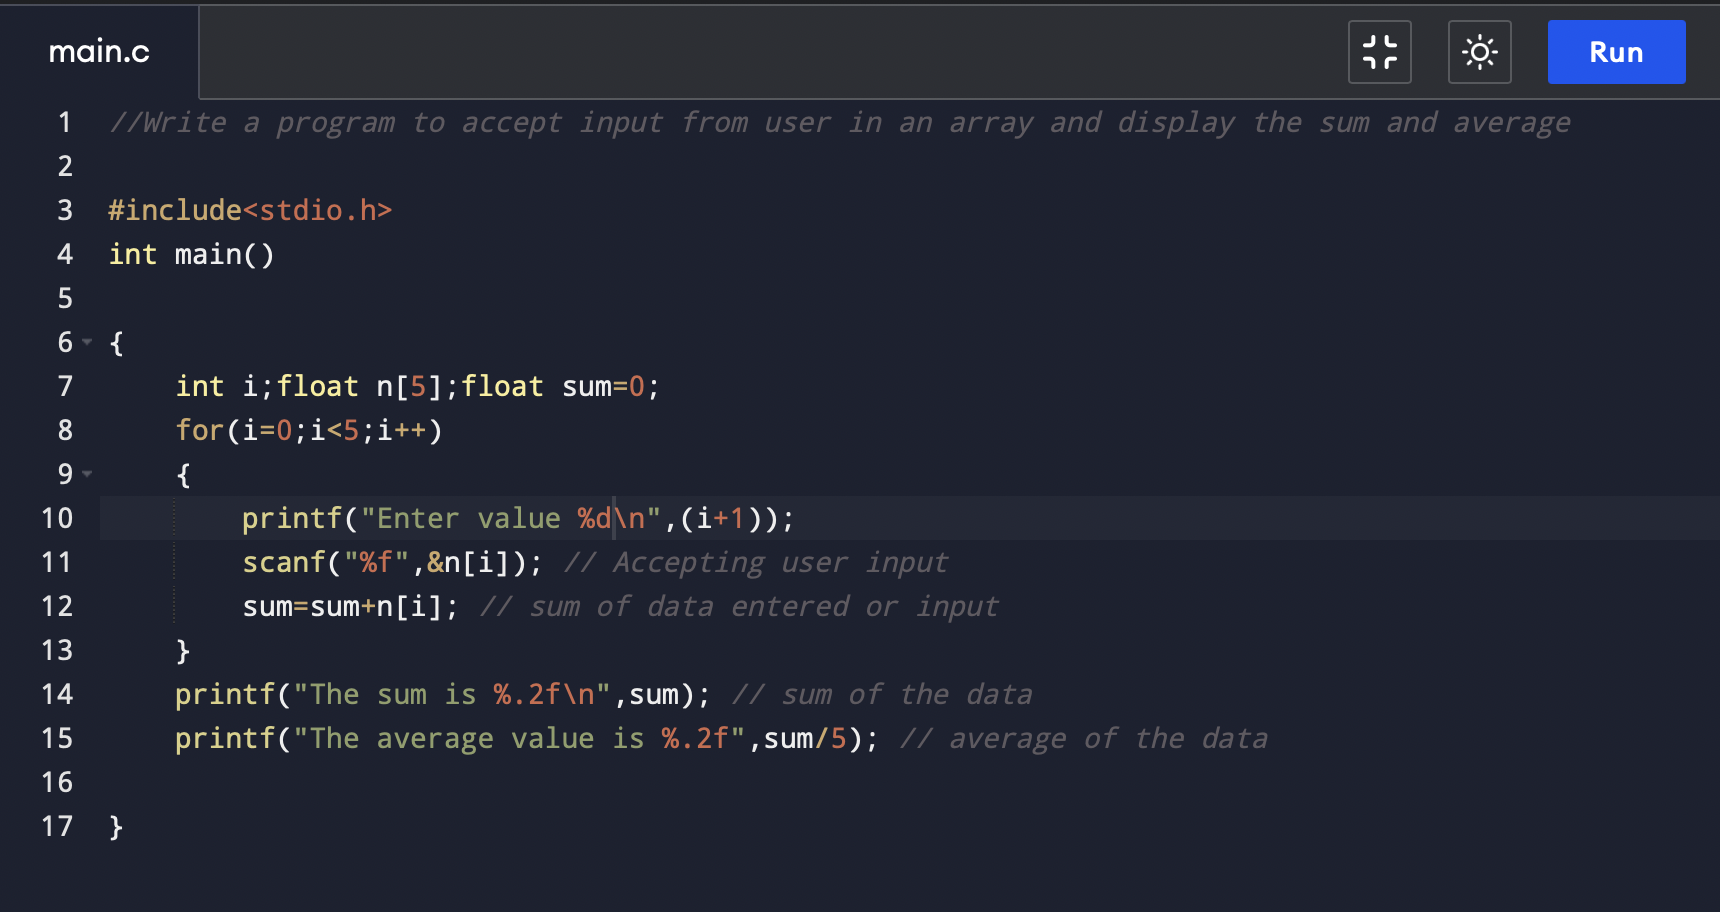 main.c
Run
1 //Write a program to accept input from user in an array and display the sum and average
2
3 #include<stdio.h>
4 int main()
5
6 {
7     int i;float n[5];float sum=0;
8     for(i=0;i<5;i++)
9     {
10         printf("Enter value %d\n",(i+1));
11         scanf("%f",&n[i]); // Accepting user input
12         sum=sum+n[i]; // sum of data entered or input
13     }
14     printf("The sum is %.2f\n",sum); // sum of the data
15     printf("The average value is %.2f",sum/5); // average of the data
16
17 }